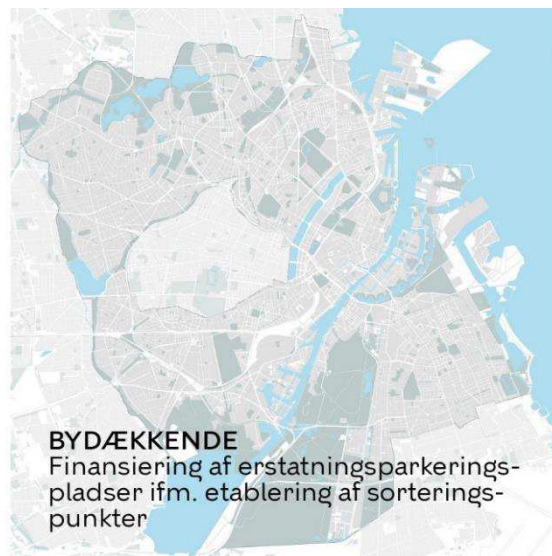 BYDÆKKENDE
Finansiering af erstatningsparkerings-
pladser ifm. etablering af sorterings-
punkter